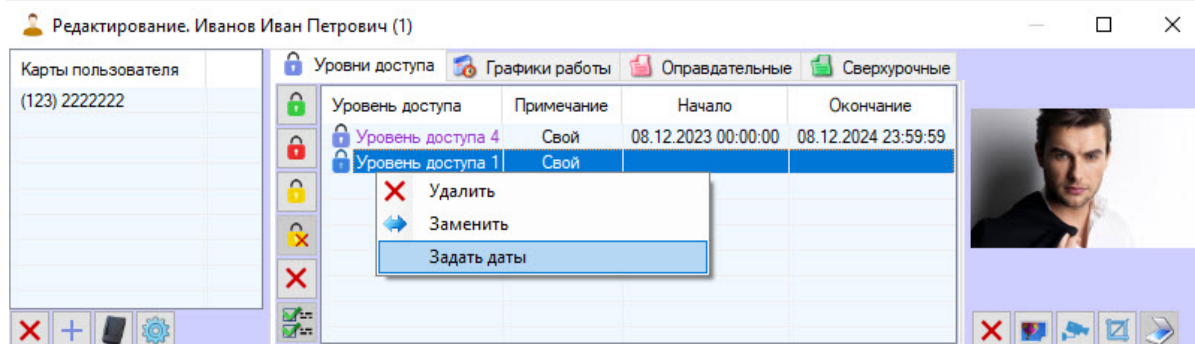 Редактирование. Иванов Иван Петрович (1)
Карты пользователя
(123) 2222222
Уровни доступа Графики работы Оправдательные Сверхурочные
Уровень доступа Примечание Начало Окончание
Уровень доступа 4 Свой 08.12.2023 00:00:00 08.12.2024 23:59:59
Уровень доступа 1 Свой
Удалить
Заменить
Задать даты